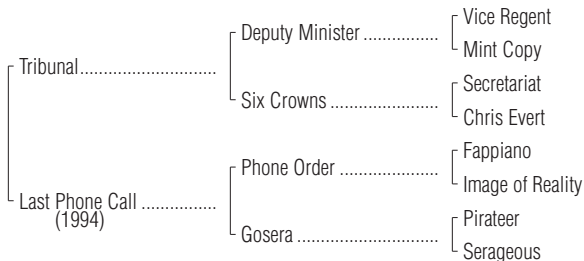 Vice Regent
Deputy Minister ................
Mint Copy
Tribunal.............................
Secretariat
Six Crowns .......................
Chris Evert
Fappiano
Phone Order .....................
Image of Reality
Last Phone Call ................
(1994)
Pirateer
Gosera ..............................
Serageous